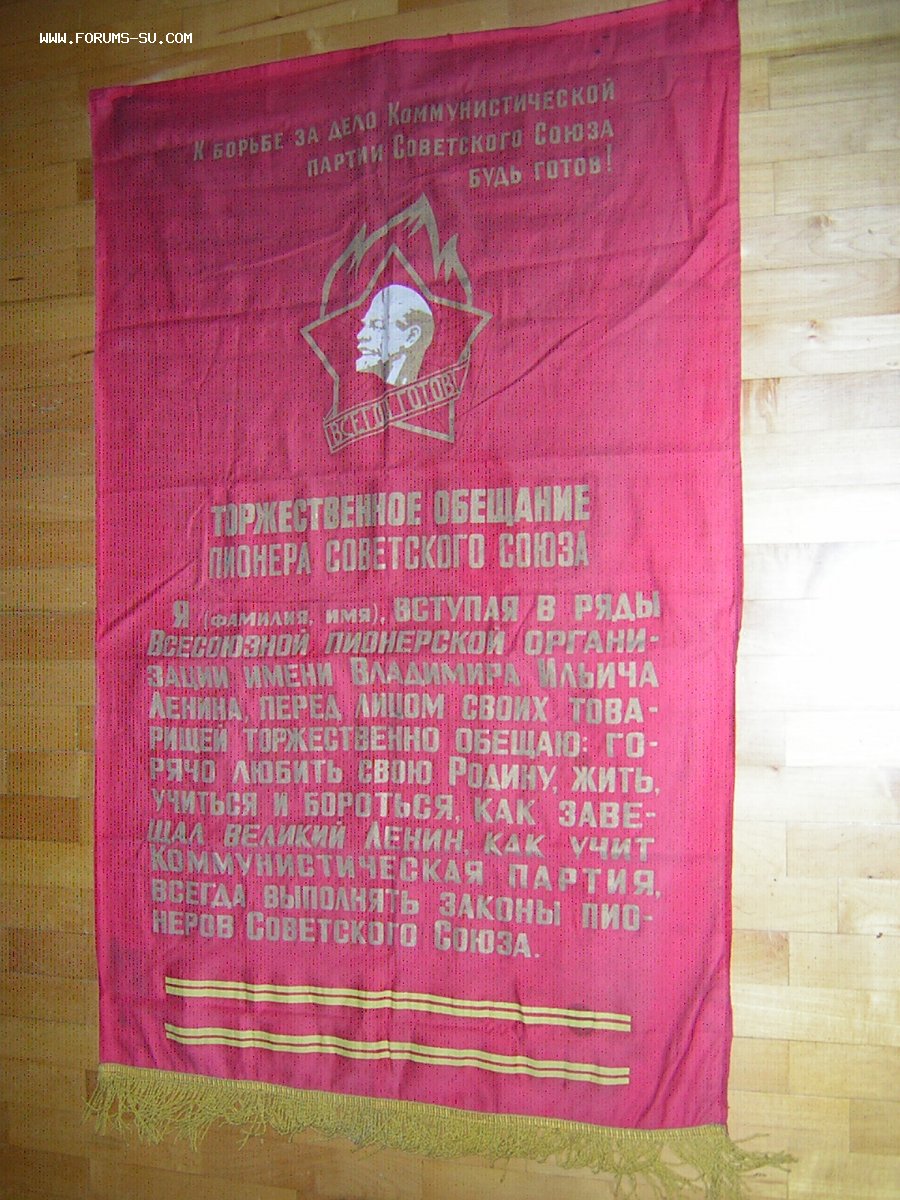 WWW.FORUMS-SU.COM
К борьбе за дело Коммунистической
партии Советского Союза
будь готов!
ВСЕГДА ГОТОВ!
ТОРЖЕСТВЕННОЕ ОБЕЩАНИЕ
ПИОНЕРА СОВЕТСКОГО СОЮЗА
Я (фамилия, имя), вступая в ряды
Всесоюзной пионерской органи-
зации имени Владимира Ильича
Ленина, перед лицом своих това-
рищей торжественно обещаю: го-
рячо любить свою Родину, жить,
учиться и бороться, как заве-
щал великий Ленин, как учит
Коммунистическая партия,
всегда выполнять законы пио-
неров Советского Союза.